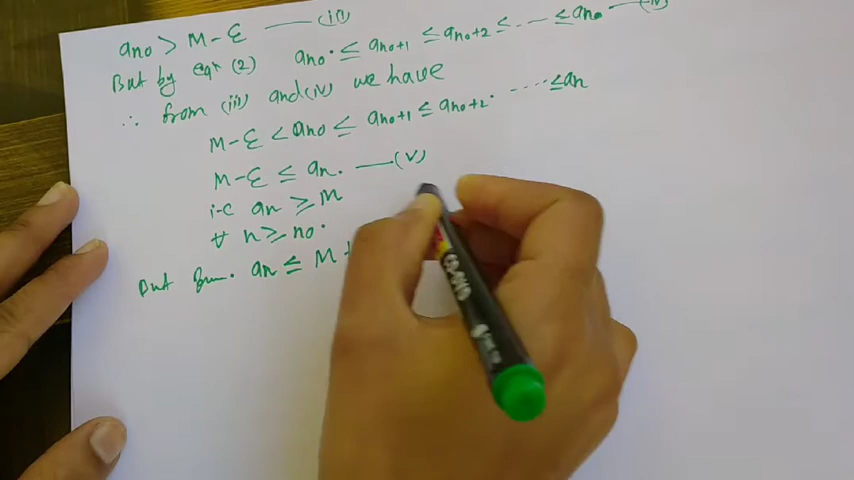 an₀ > M-ε —— (iii)
But by eqⁿ (2) an₀ ≤ an₀+1 ≤ an₀+2 ≤ --- ≤ an₀ — (iv)
∴ from (iii) and (iv) we have
M-ε < an₀ ≤ an₀+1 ≤ an₀+2 ---- ≤ an
M-ε ≤ an. —— (v)
i-e an ≥ M
∀ n ≥ n₀.
But an ≤ M +